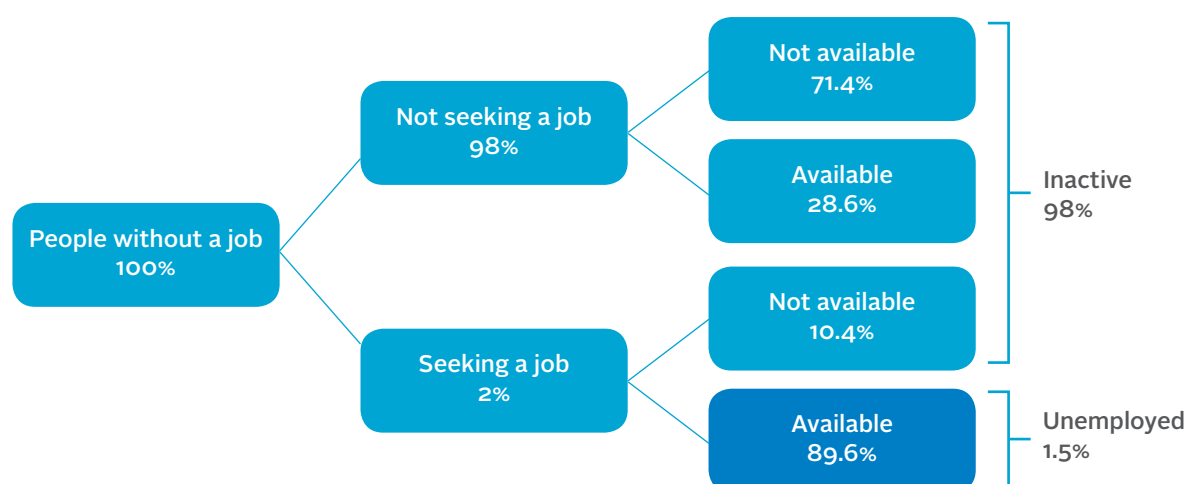 People without a job
100%
Not seeking a job
98%
Seeking a job
2%
Not available
71.4%
Available
28.6%
Not available
10.4%
Available
89.6%
Inactive
98%
Unemployed
1.5%